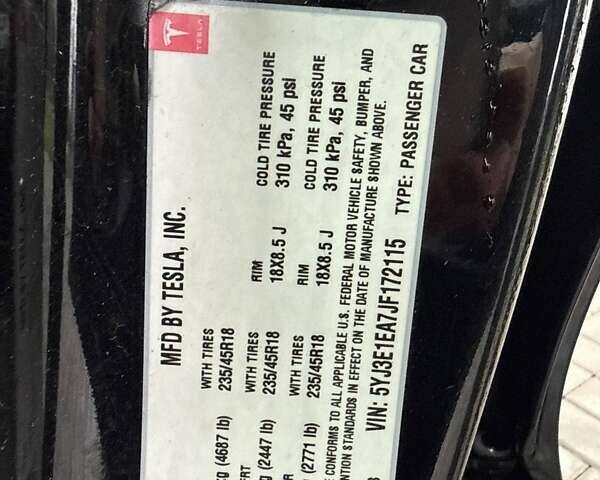 TESLA
MFD BY TESLA, INC.
(4687 lb) WITH TIRES
235/45R18
WITH TIRES RIM COLD TIRE PRESSURE
(2447 lb) 235/45R18 18X8.5 J 310 kPa, 45 psi
WITH TIRES RIM COLD TIRE PRESSURE
(2771 lb) 235/45R18 18X8.5 J 310 kPa, 45 psi
CONFORMS TO ALL APPLICABLE U.S. FEDERAL MOTOR VEHICLE SAFETY, BUMPER, AND
STANDARDS IN EFFECT ON THE DATE OF MANUFACTURE SHOWN ABOVE.
VIN: 5YJ3E1EA7JF172115 TYPE: PASSENGER CAR